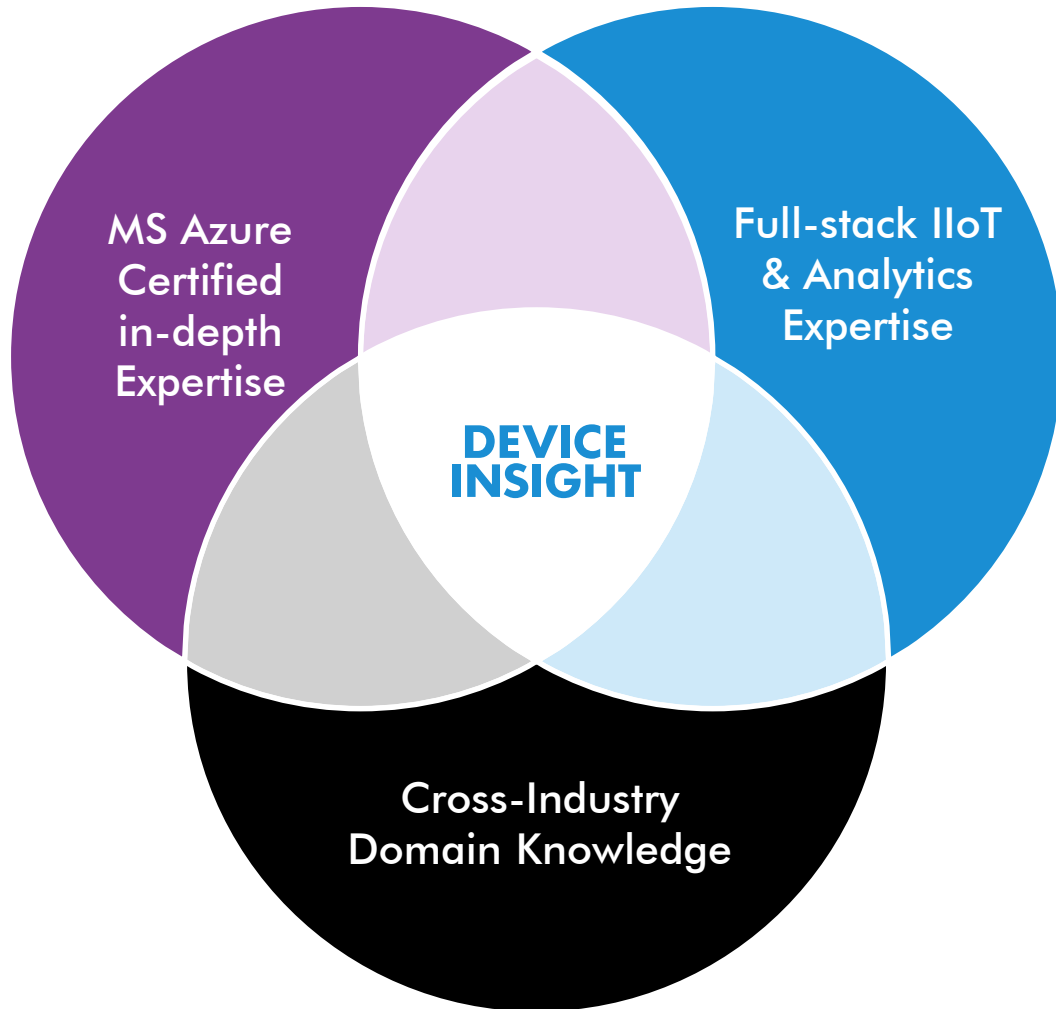 MS Azure
Certified
in-depth
Expertise
Full-stack IIoT
& Analytics
Expertise
DEVICE
INSIGHT
Cross-Industry
Domain Knowledge